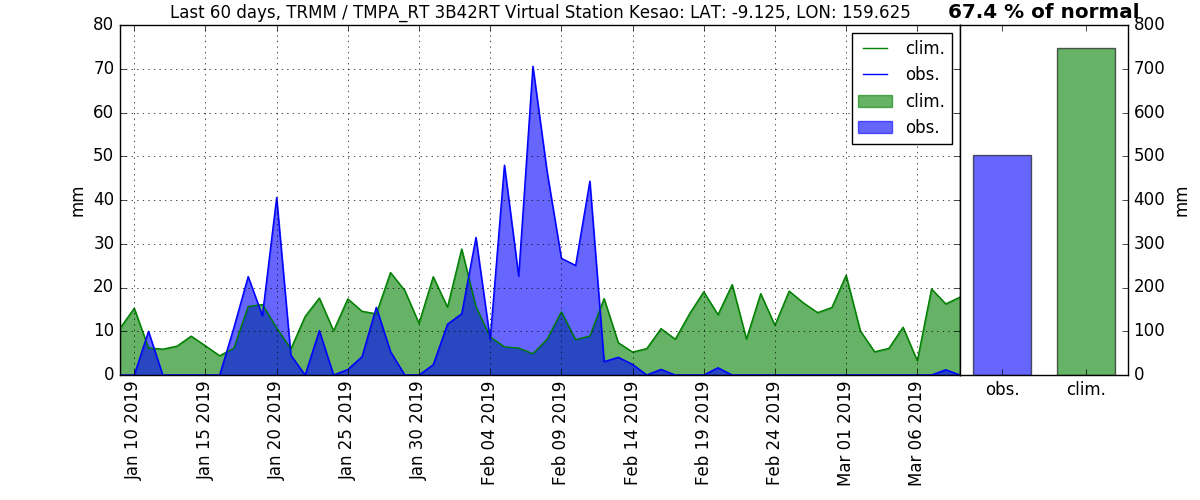 Last 60 days, TRMM / TMPA_RT 3B42RT Virtual Station Kesao: LAT: -9.125, LON: 159.625
67.4 % of normal
80
70
60
50
40
30
20
10
0
mm
clim.
obs.
clim.
obs.
800
700
600
500
400
300
200
100
0
mm
obs.
clim.
Jan 10 2019
Jan 15 2019
Jan 20 2019
Jan 25 2019
Jan 30 2019
Feb 04 2019
Feb 09 2019
Feb 14 2019
Feb 19 2019
Feb 24 2019
Mar 01 2019
Mar 06 2019